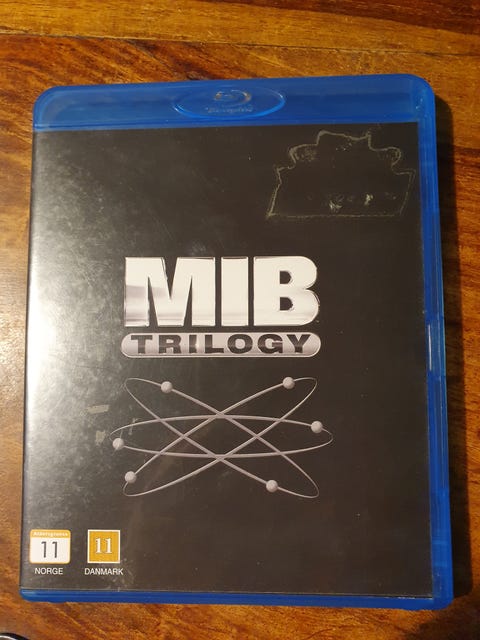 MIB
TRILOGY
11 11
NORGE DANMARK